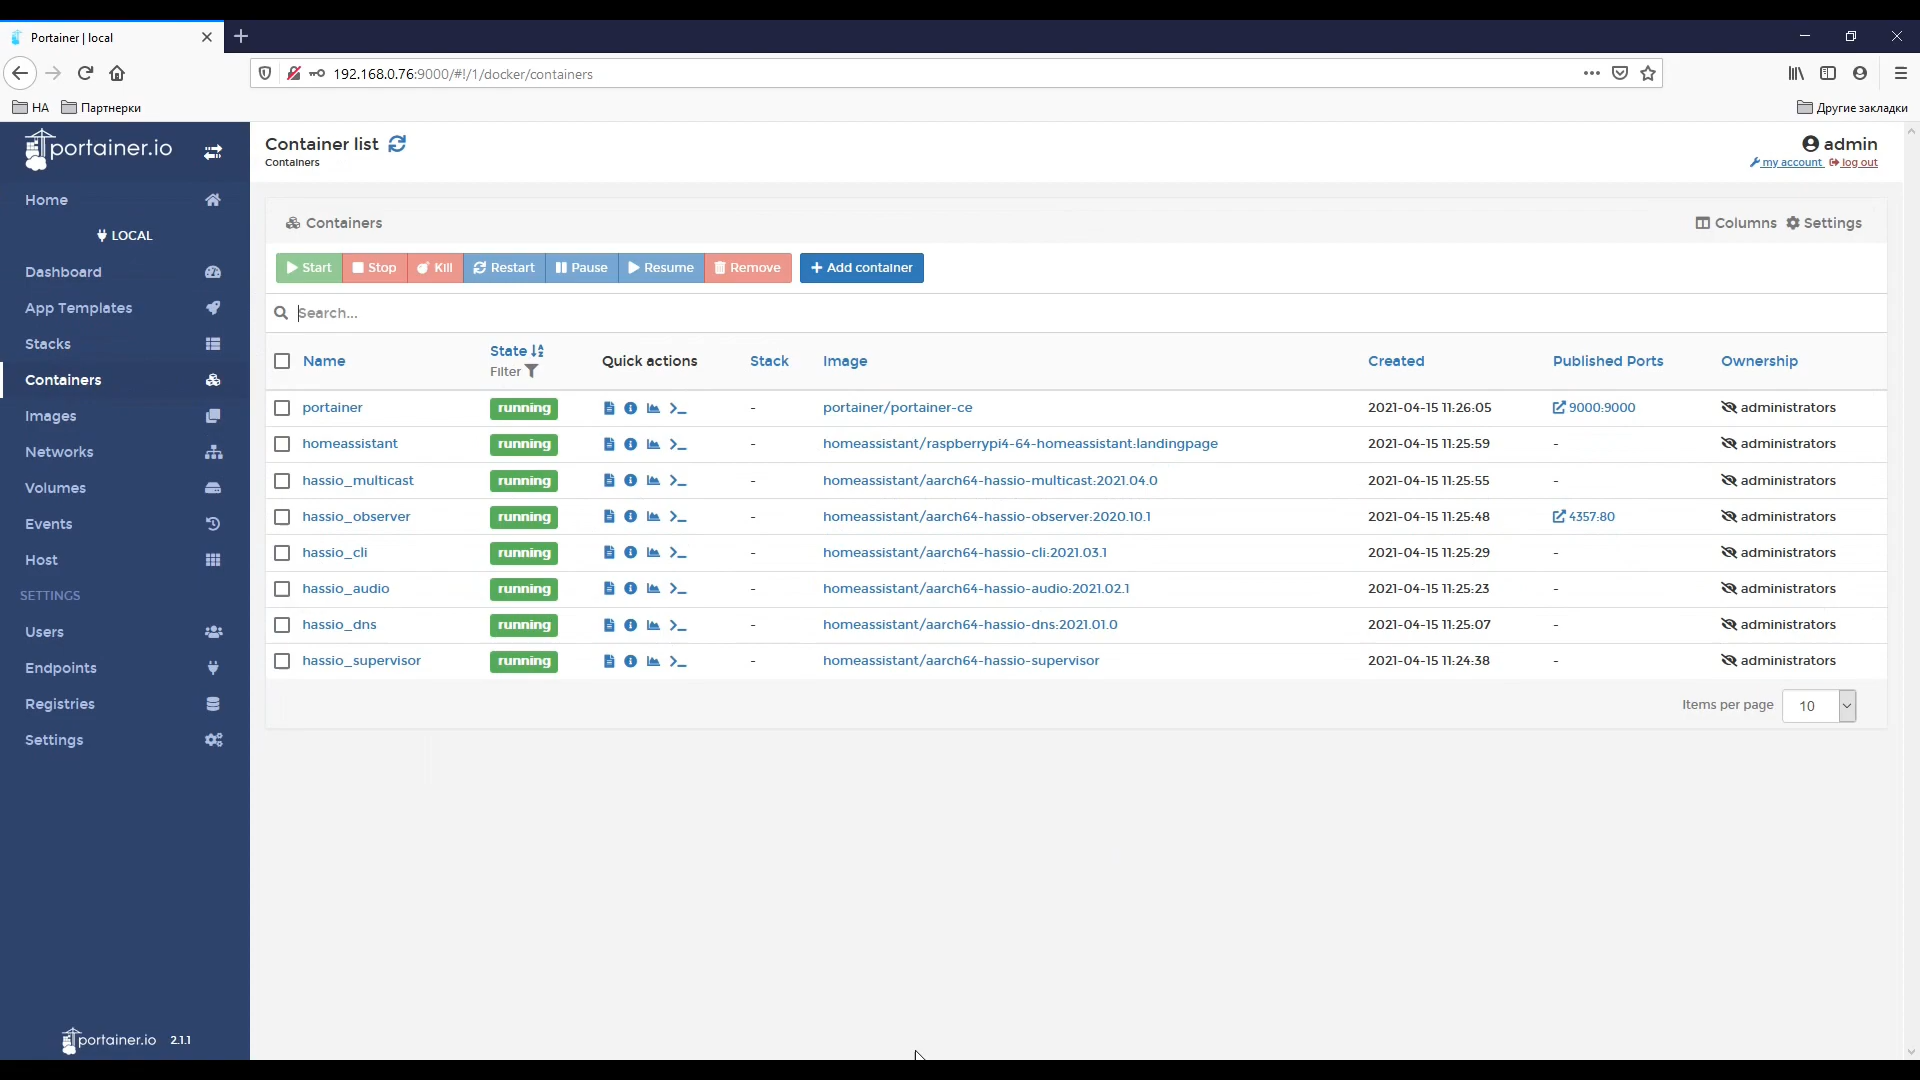 Portainer | local
192.168.0.76:9000/#!/1/docker/containers
НА Партнерки Другие закладки
portainer.io
Home
LOCAL
Dashboard
App Templates
Stacks
Containers
Images
Networks
Volumes
Events
Host
SETTINGS
Users
Endpoints
Registries
Settings
portainer.io 2.1.1
Container list
Containers
admin
my account log out
Containers Columns Settings
Start Stop Kill Restart Pause Resume Remove Add container
Search...
Name State Filter Quick actions Stack Image Created Published Ports Ownership
portainer running - portainer/portainer-ce 2021-04-15 11:26:05 9000:9000 administrators
homeassistant running - homeassistant/raspberrypi4-64-homeassistant:landingpage 2021-04-15 11:25:59 - administrators
hassio_multicast running - homeassistant/aarch64-hassio-multicast:2021.04.0 2021-04-15 11:25:55 - administrators
hassio_observer running - homeassistant/aarch64-hassio-observer:2020.10.1 2021-04-15 11:25:48 4357:80 administrators
hassio_cli running - homeassistant/aarch64-hassio-cli:2021.03.1 2021-04-15 11:25:29 - administrators
hassio_audio running - homeassistant/aarch64-hassio-audio:2021.02.1 2021-04-15 11:25:23 - administrators
hassio_dns running - homeassistant/aarch64-hassio-dns:2021.01.0 2021-04-15 11:25:07 - administrators
hassio_supervisor running - homeassistant/aarch64-hassio-supervisor 2021-04-15 11:24:38 - administrators
Items per page 10